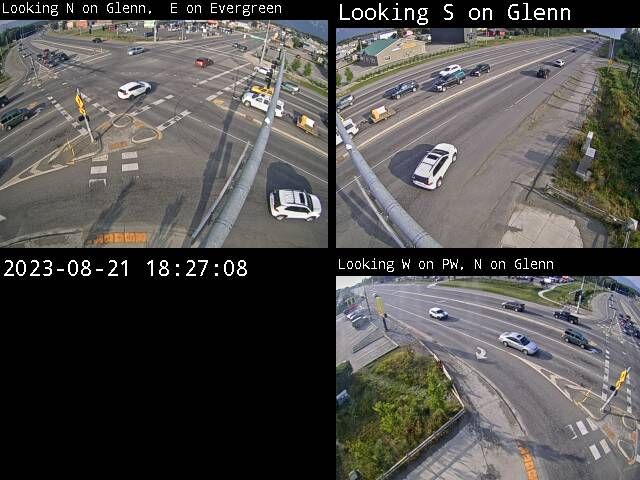 Looking N on Glenn, E on Evergreen
Looking S on Glenn
2023-08-21 18:27:08
Looking W on PW, N on Glenn